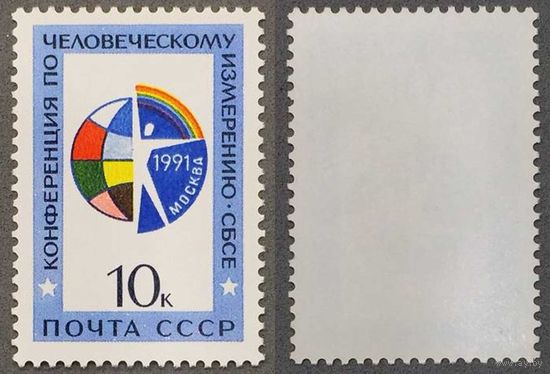 КОНФЕРЕНЦИЯ ПО
ЧЕЛОВЕЧЕСКОМУ
ИЗМЕРЕНИЮ · СБСЕ
1991
МОСКВА
10к
ПОЧТА СССР